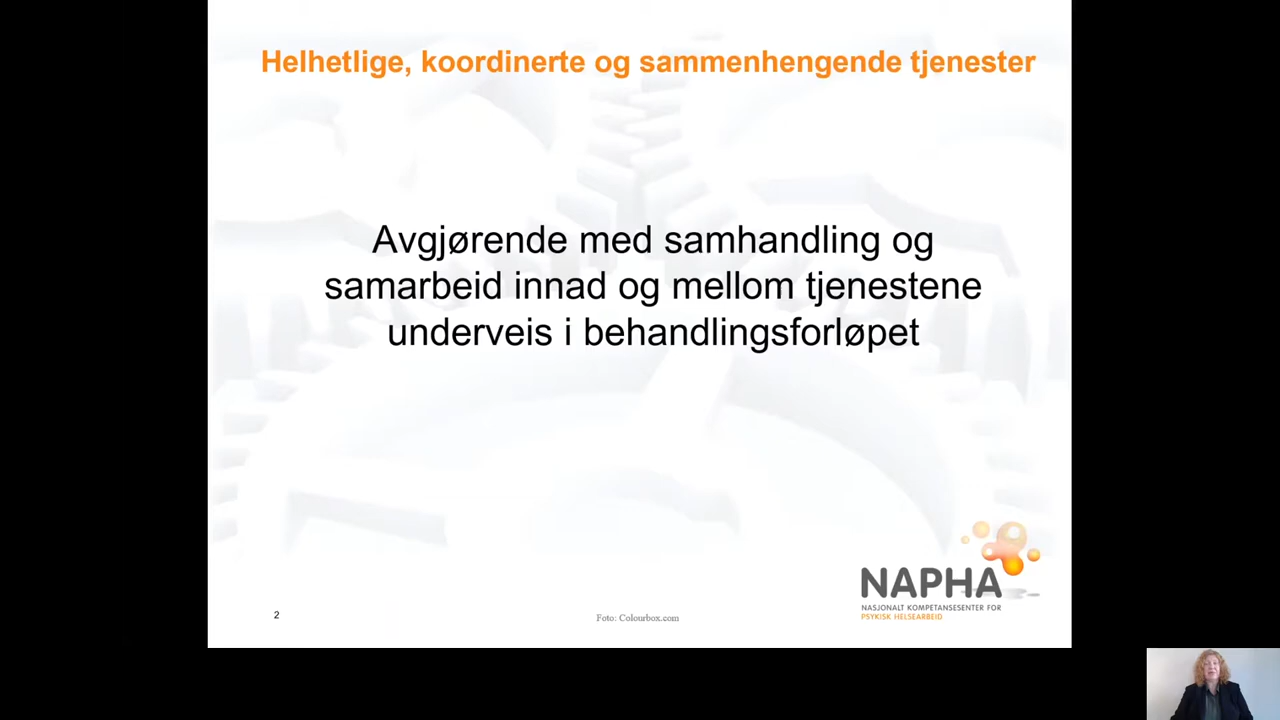 Helhetlige, koordinerte og sammenhengende tjenester
Avgjørende med samhandling og
samarbeid innad og mellom tjenestene
underveis i behandlingsforløpet
NAPHA
NASJONALT KOMPETANSESENTER FOR
PSYKISK HELSEARBEID
2
Foto: Colourbox.com